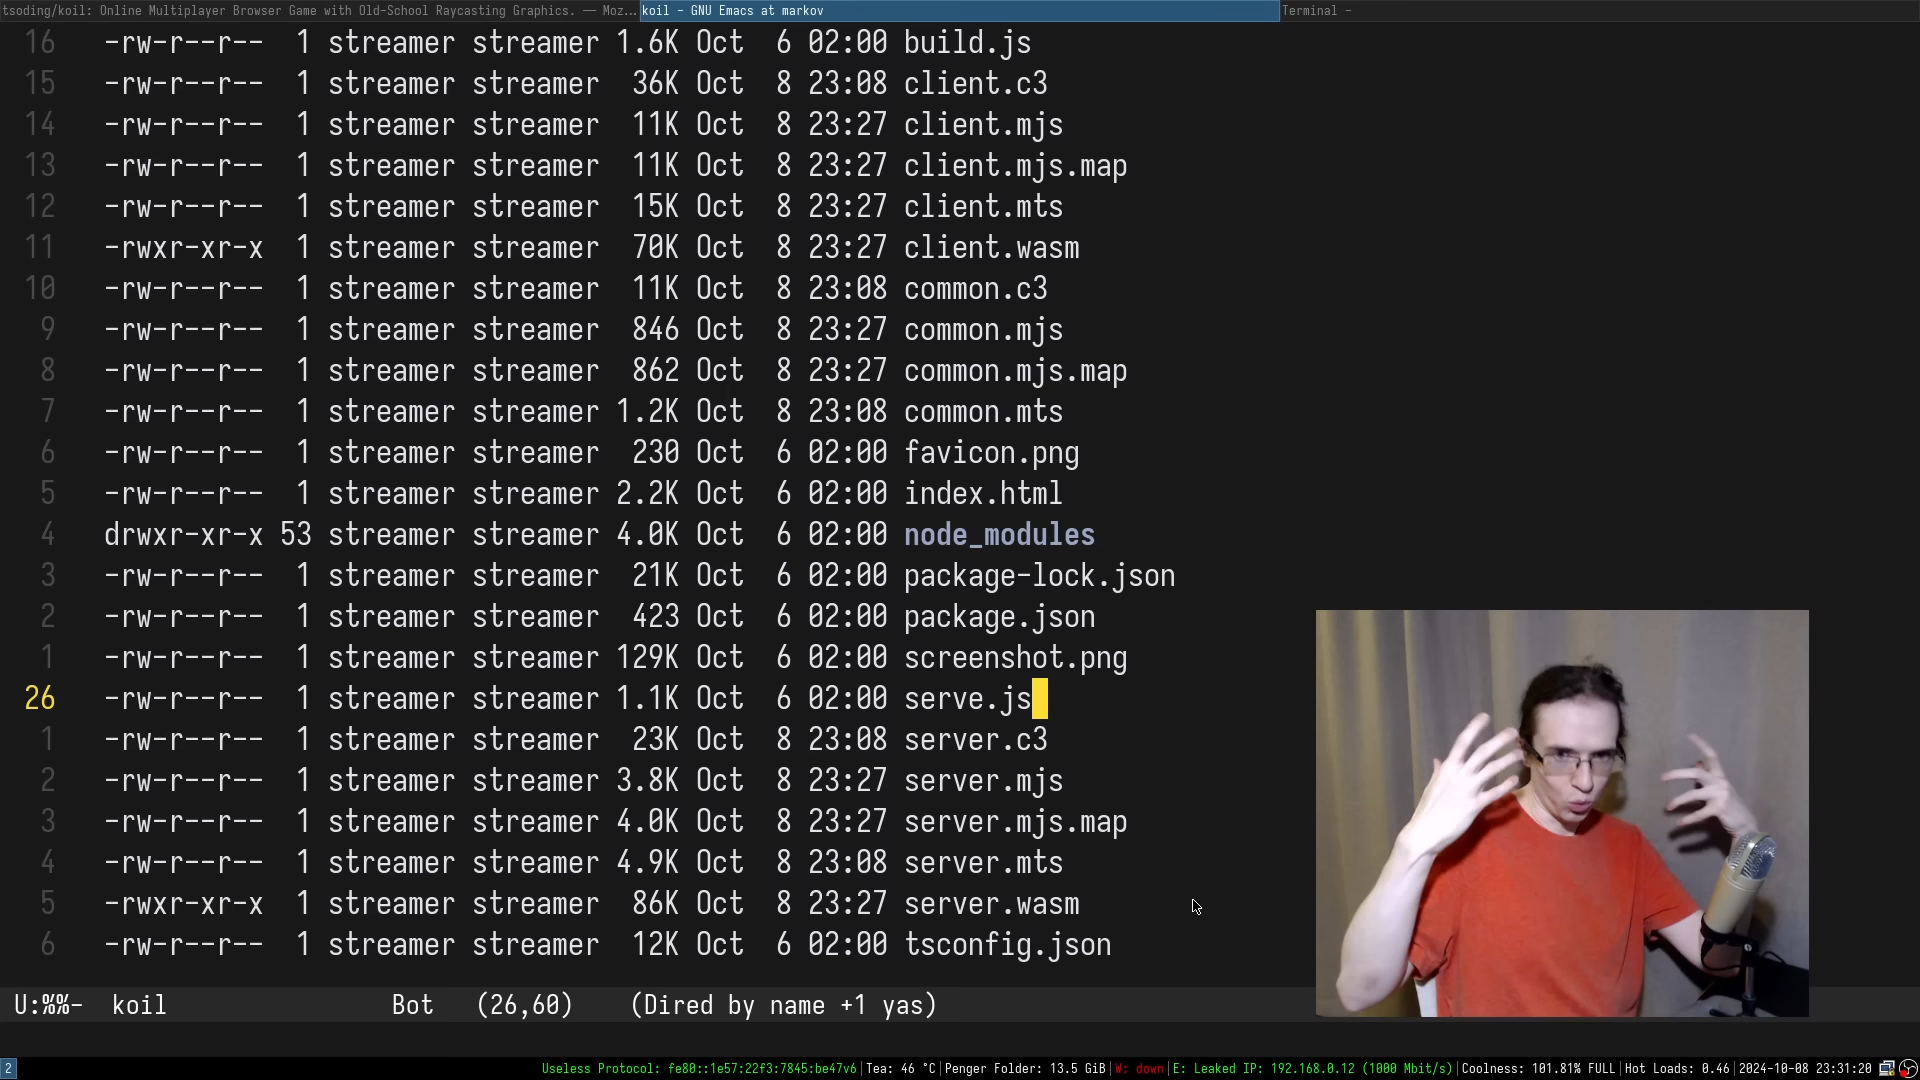 tsoding/koil: Online Multiplayer Browser Game with Old-School Raycasting Graphics. — Moz...
koil - GNU Emacs at markov
Terminal -
16 -rw-r--r-- 1 streamer streamer 1.6K Oct 6 02:00 build.js
15 -rw-r--r-- 1 streamer streamer 36K Oct 8 23:08 client.c3
14 -rw-r--r-- 1 streamer streamer 11K Oct 8 23:27 client.mjs
13 -rw-r--r-- 1 streamer streamer 11K Oct 8 23:27 client.mjs.map
12 -rw-r--r-- 1 streamer streamer 15K Oct 8 23:27 client.mts
11 -rwxr-xr-x 1 streamer streamer 70K Oct 8 23:27 client.wasm
10 -rw-r--r-- 1 streamer streamer 11K Oct 8 23:08 common.c3
9 -rw-r--r-- 1 streamer streamer 846 Oct 8 23:27 common.mjs
8 -rw-r--r-- 1 streamer streamer 862 Oct 8 23:27 common.mjs.map
7 -rw-r--r-- 1 streamer streamer 1.2K Oct 8 23:08 common.mts
6 -rw-r--r-- 1 streamer streamer 230 Oct 6 02:00 favicon.png
5 -rw-r--r-- 1 streamer streamer 2.2K Oct 6 02:00 index.html
4 drwxr-xr-x 53 streamer streamer 4.0K Oct 6 02:00 node_modules
3 -rw-r--r-- 1 streamer streamer 21K Oct 6 02:00 package-lock.json
2 -rw-r--r-- 1 streamer streamer 423 Oct 6 02:00 package.json
1 -rw-r--r-- 1 streamer streamer 129K Oct 6 02:00 screenshot.png
26 -rw-r--r-- 1 streamer streamer 1.1K Oct 6 02:00 serve.js
1 -rw-r--r-- 1 streamer streamer 23K Oct 8 23:08 server.c3
2 -rw-r--r-- 1 streamer streamer 3.8K Oct 8 23:27 server.mjs
3 -rw-r--r-- 1 streamer streamer 4.0K Oct 8 23:27 server.mjs.map
4 -rw-r--r-- 1 streamer streamer 4.9K Oct 8 23:08 server.mts
5 -rwxr-xr-x 1 streamer streamer 86K Oct 8 23:27 server.wasm
6 -rw-r--r-- 1 streamer streamer 12K Oct 6 02:00 tsconfig.json
U:%%- koil Bot (26,60) (Dired by name +1 yas)
2 Useless Protocol: fe80::1e57:22f3:7845:be47v6|Tea: 46 °C|Penger Folder: 13.5 GiB|W: down|E: Leaked IP: 192.168.0.12 (1000 Mbit/s)|Coolness: 101.81% FULL|Hot Loads: 0.46|2024-10-08 23:31:20